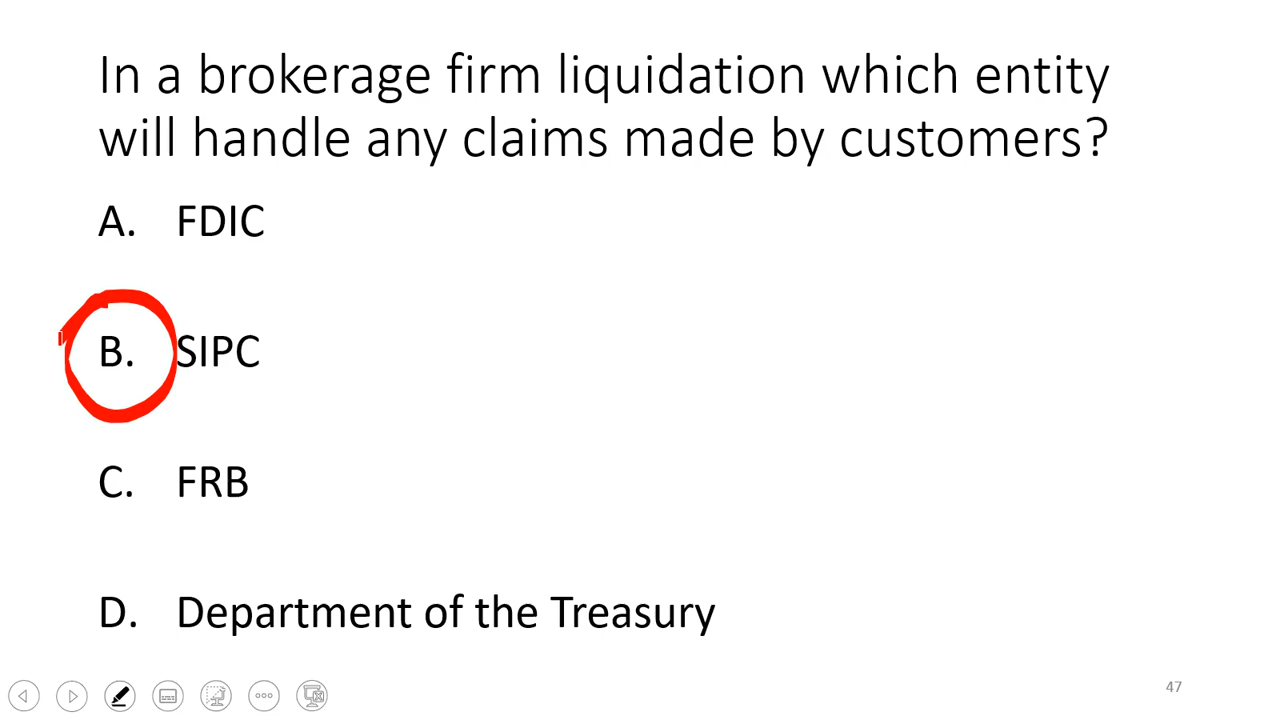 In a brokerage firm liquidation which entity
will handle any claims made by customers?
A. FDIC
B. SIPC
C. FRB
D. Department of the Treasury
47